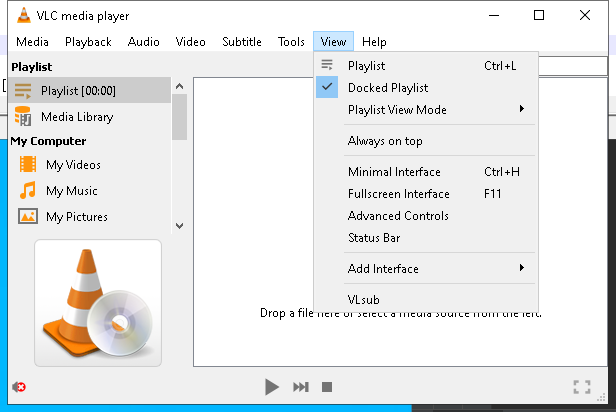 VLC media player
Media Playback Audio Video Subtitle Tools View Help
Playlist
Playlist [00:00]
Media Library
My Computer
My Videos
My Music
My Pictures
Playlist Ctrl+L
Docked Playlist
Playlist View Mode
Always on top
Minimal Interface Ctrl+H
Fullscreen Interface F11
Advanced Controls
Status Bar
Add Interface
VLsub
Drop a file here or select a media source from the left.